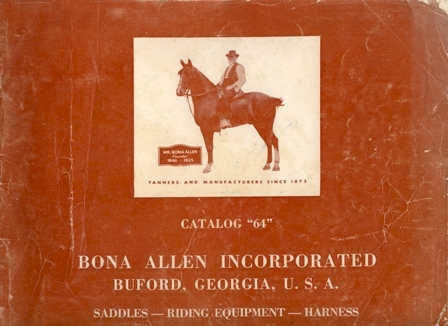 MR. BONA ALLEN
Founder
1846 - 1925
TANNERS AND MANUFACTURERS SINCE 1873
CATALOG "64"
BONA ALLEN INCORPORATED
BUFORD, GEORGIA, U. S. A.
SADDLES — RIDING EQUIPMENT — HARNESS